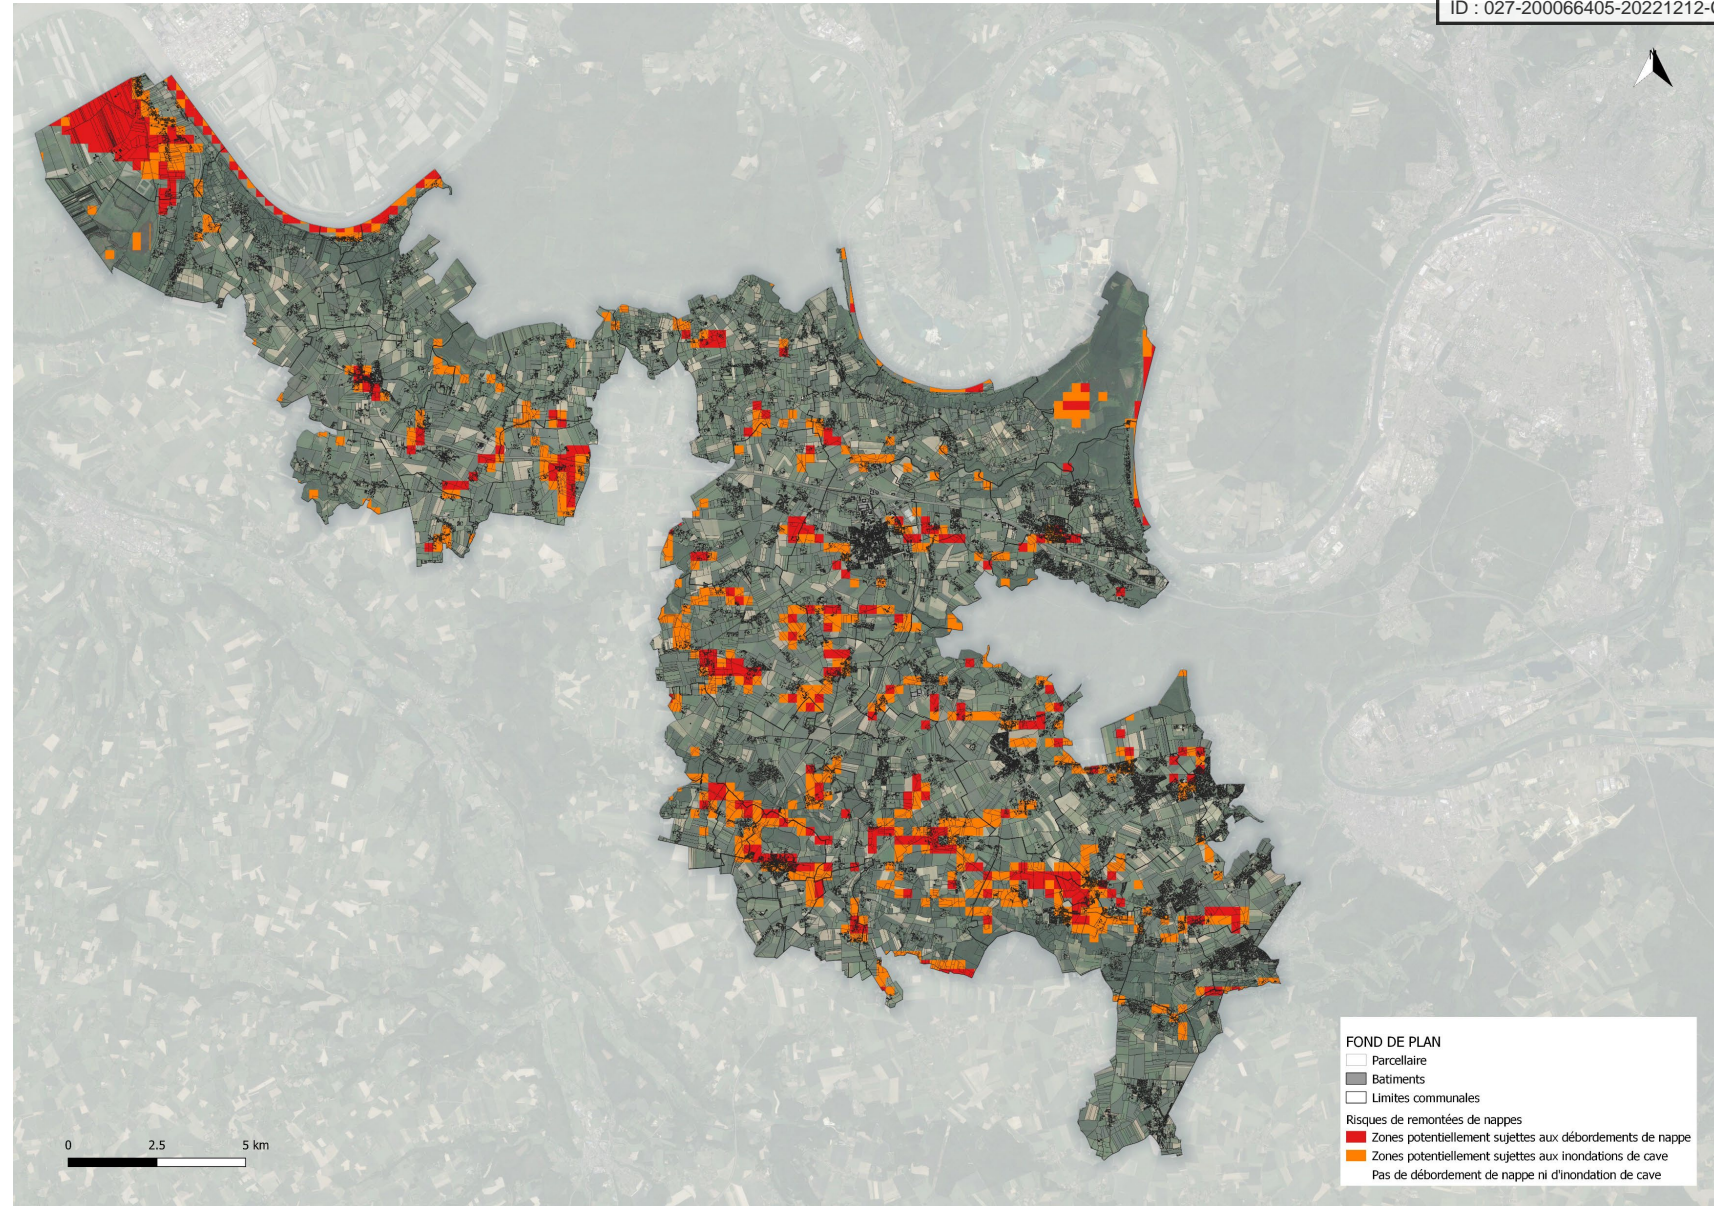 ID : 027-200066405-20221212-
N
FOND DE PLAN
Parcellaire
Batiments
Limites communales
Risques de remontées de nappes
Zones potentiellement sujettes aux débordements de nappe
Zones potentiellement sujettes aux inondations de cave
Pas de débordement de nappe ni d'inondation de cave
0 2.5 5 km